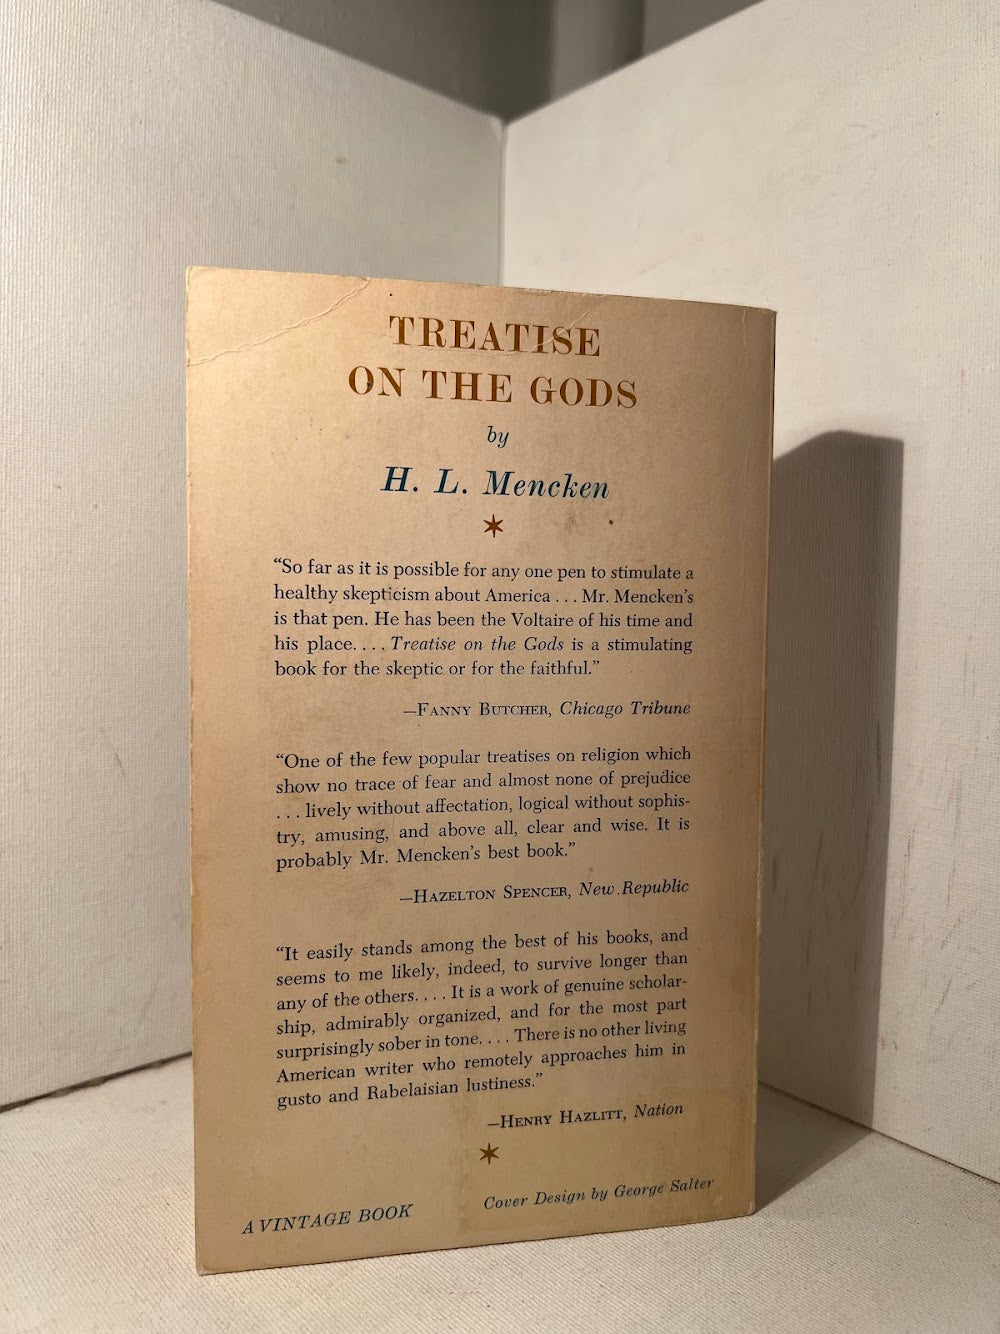 TREATISE
ON THE GODS
by
H. L. Mencken
“So far as it is possible for any one pen to stimulate a
healthy skepticism about America . . . Mr. Mencken’s
is that pen. He has been the Voltaire of his time and
his place. . . . Treatise on the Gods is a stimulating
book for the skeptic or for the faithful.”
—FANNY BUTCHER, Chicago Tribune
“One of the few popular treatises on religion which
show no trace of fear and almost none of prejudice
. . . lively without affectation, logical without sophis-
try, amusing, and above all, clear and wise. It is
probably Mr. Mencken’s best book.”
—HAZELTON SPENCER, New Republic
“It easily stands among the best of his books, and
seems to me likely, indeed, to survive longer than
any of the others. . . . It is a work of genuine scholar-
ship, admirably organized, and for the most part
surprisingly sober in tone. . . . There is no other living
American writer who remotely approaches him in
gusto and Rabelaisian lustiness.”
—HENRY HAZLITT, Nation
A VINTAGE BOOK
Cover Design by George Salter